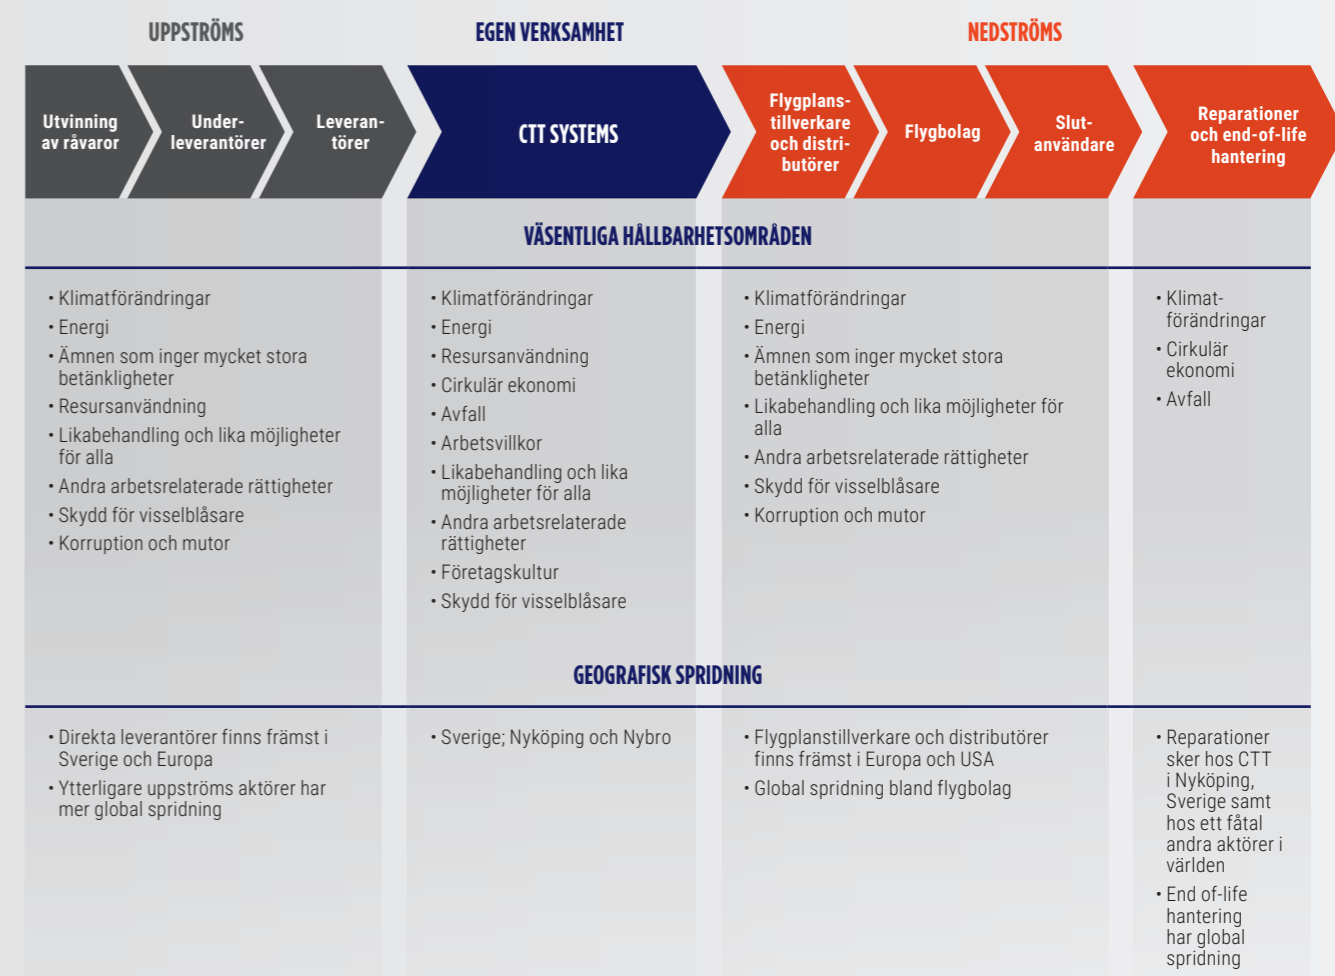 UPPSTRÖMS
EGEN VERKSAMHET
NEDSTRÖMS
Utvinning
av råvaror
Under-
leverantörer
Leveran-
törer
CTT SYSTEMS
Flygplans-
tillverkare
och distri-
butörer
Flygbolag
Slut-
användare
Reparationer
och end-of-life
hantering
VÄSENTLIGA HÅLLBARHETSOMRÅDEN
• Klimatförändringar
• Energi
• Ämnen som inger mycket stora
betänkligheter
• Resursanvändning
• Likabehandling och lika möjligheter
för alla
• Andra arbetsrelaterade rättigheter
• Skydd för visselblåsare
• Korruption och mutor
• Klimatförändringar
• Energi
• Resursanvändning
• Cirkulär ekonomi
• Avfall
• Arbetsvillkor
• Likabehandling och lika
möjligheter för alla
• Andra arbetsrelaterade
rättigheter
• Företagskultur
• Skydd för visselblåsare
• Klimatförändringar
• Energi
• Ämnen som inger mycket stora
betänkligheter
• Likabehandling och lika möjligheter för
alla
• Andra arbetsrelaterade rättigheter
• Skydd för visselblåsare
• Korruption och mutor
• Klimat-
förändringar
• Cirkulär
ekonomi
• Avfall
GEOGRAFISK SPRIDNING
• Direkta leverantörer finns främst i
Sverige och Europa
• Ytterligare uppströms aktörer har
mer global spridning
• Sverige; Nyköping och Nybro
• Flygplanstillverkare och distributörer
finns främst i Europa och USA
• Global spridning bland flygbolag
• Reparationer
sker hos CTT
i Nyköping,
Sverige samt
hos ett fåtal
andra aktörer i
världen
• End of-life
hantering
har global
spridning